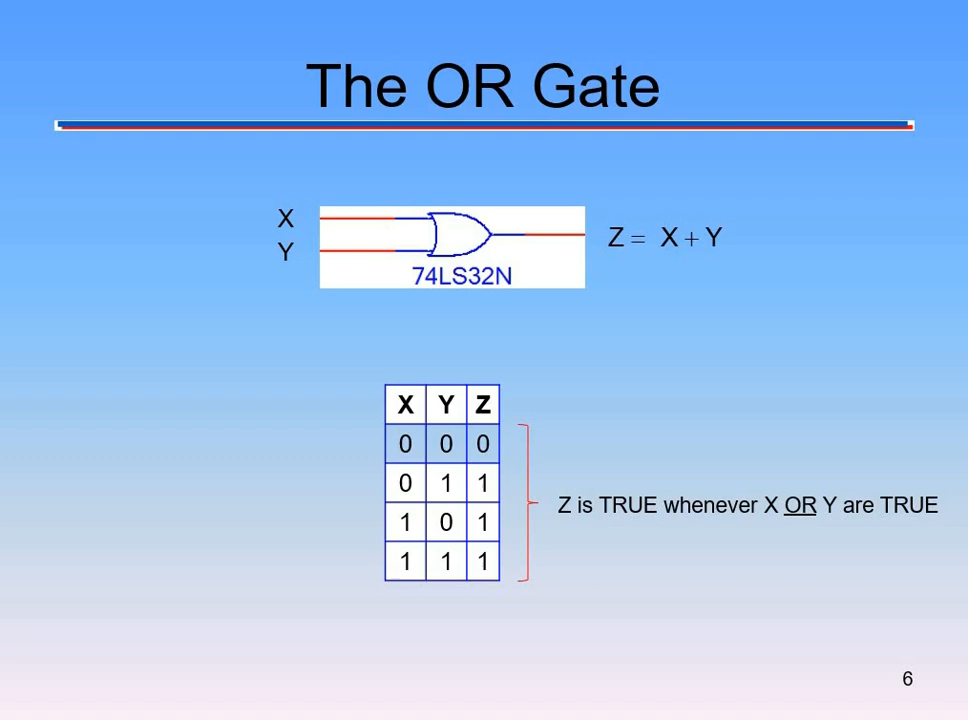 The OR Gate
X
Y
74LS32N
Z = X + Y
X Y Z
0 0 0
0 1 1
1 0 1
1 1 1
Z is TRUE whenever X OR Y are TRUE
6